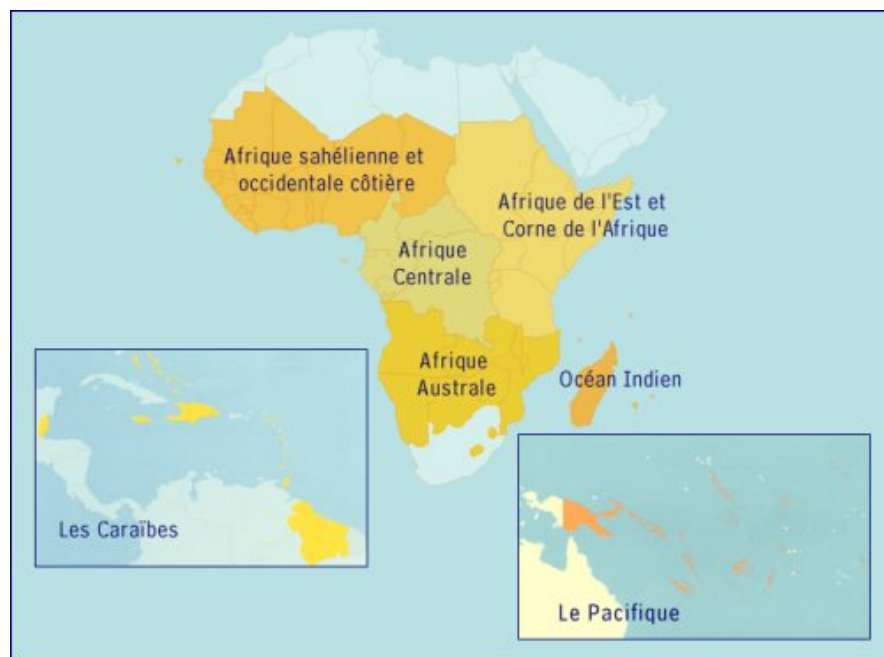 Afrique sahélienne et
occidentale côtière
Afrique de l'Est et
Corne de l'Afrique
Afrique
Centrale
Afrique
Australe
Océan Indien
Les Caraïbes
Le Pacifique